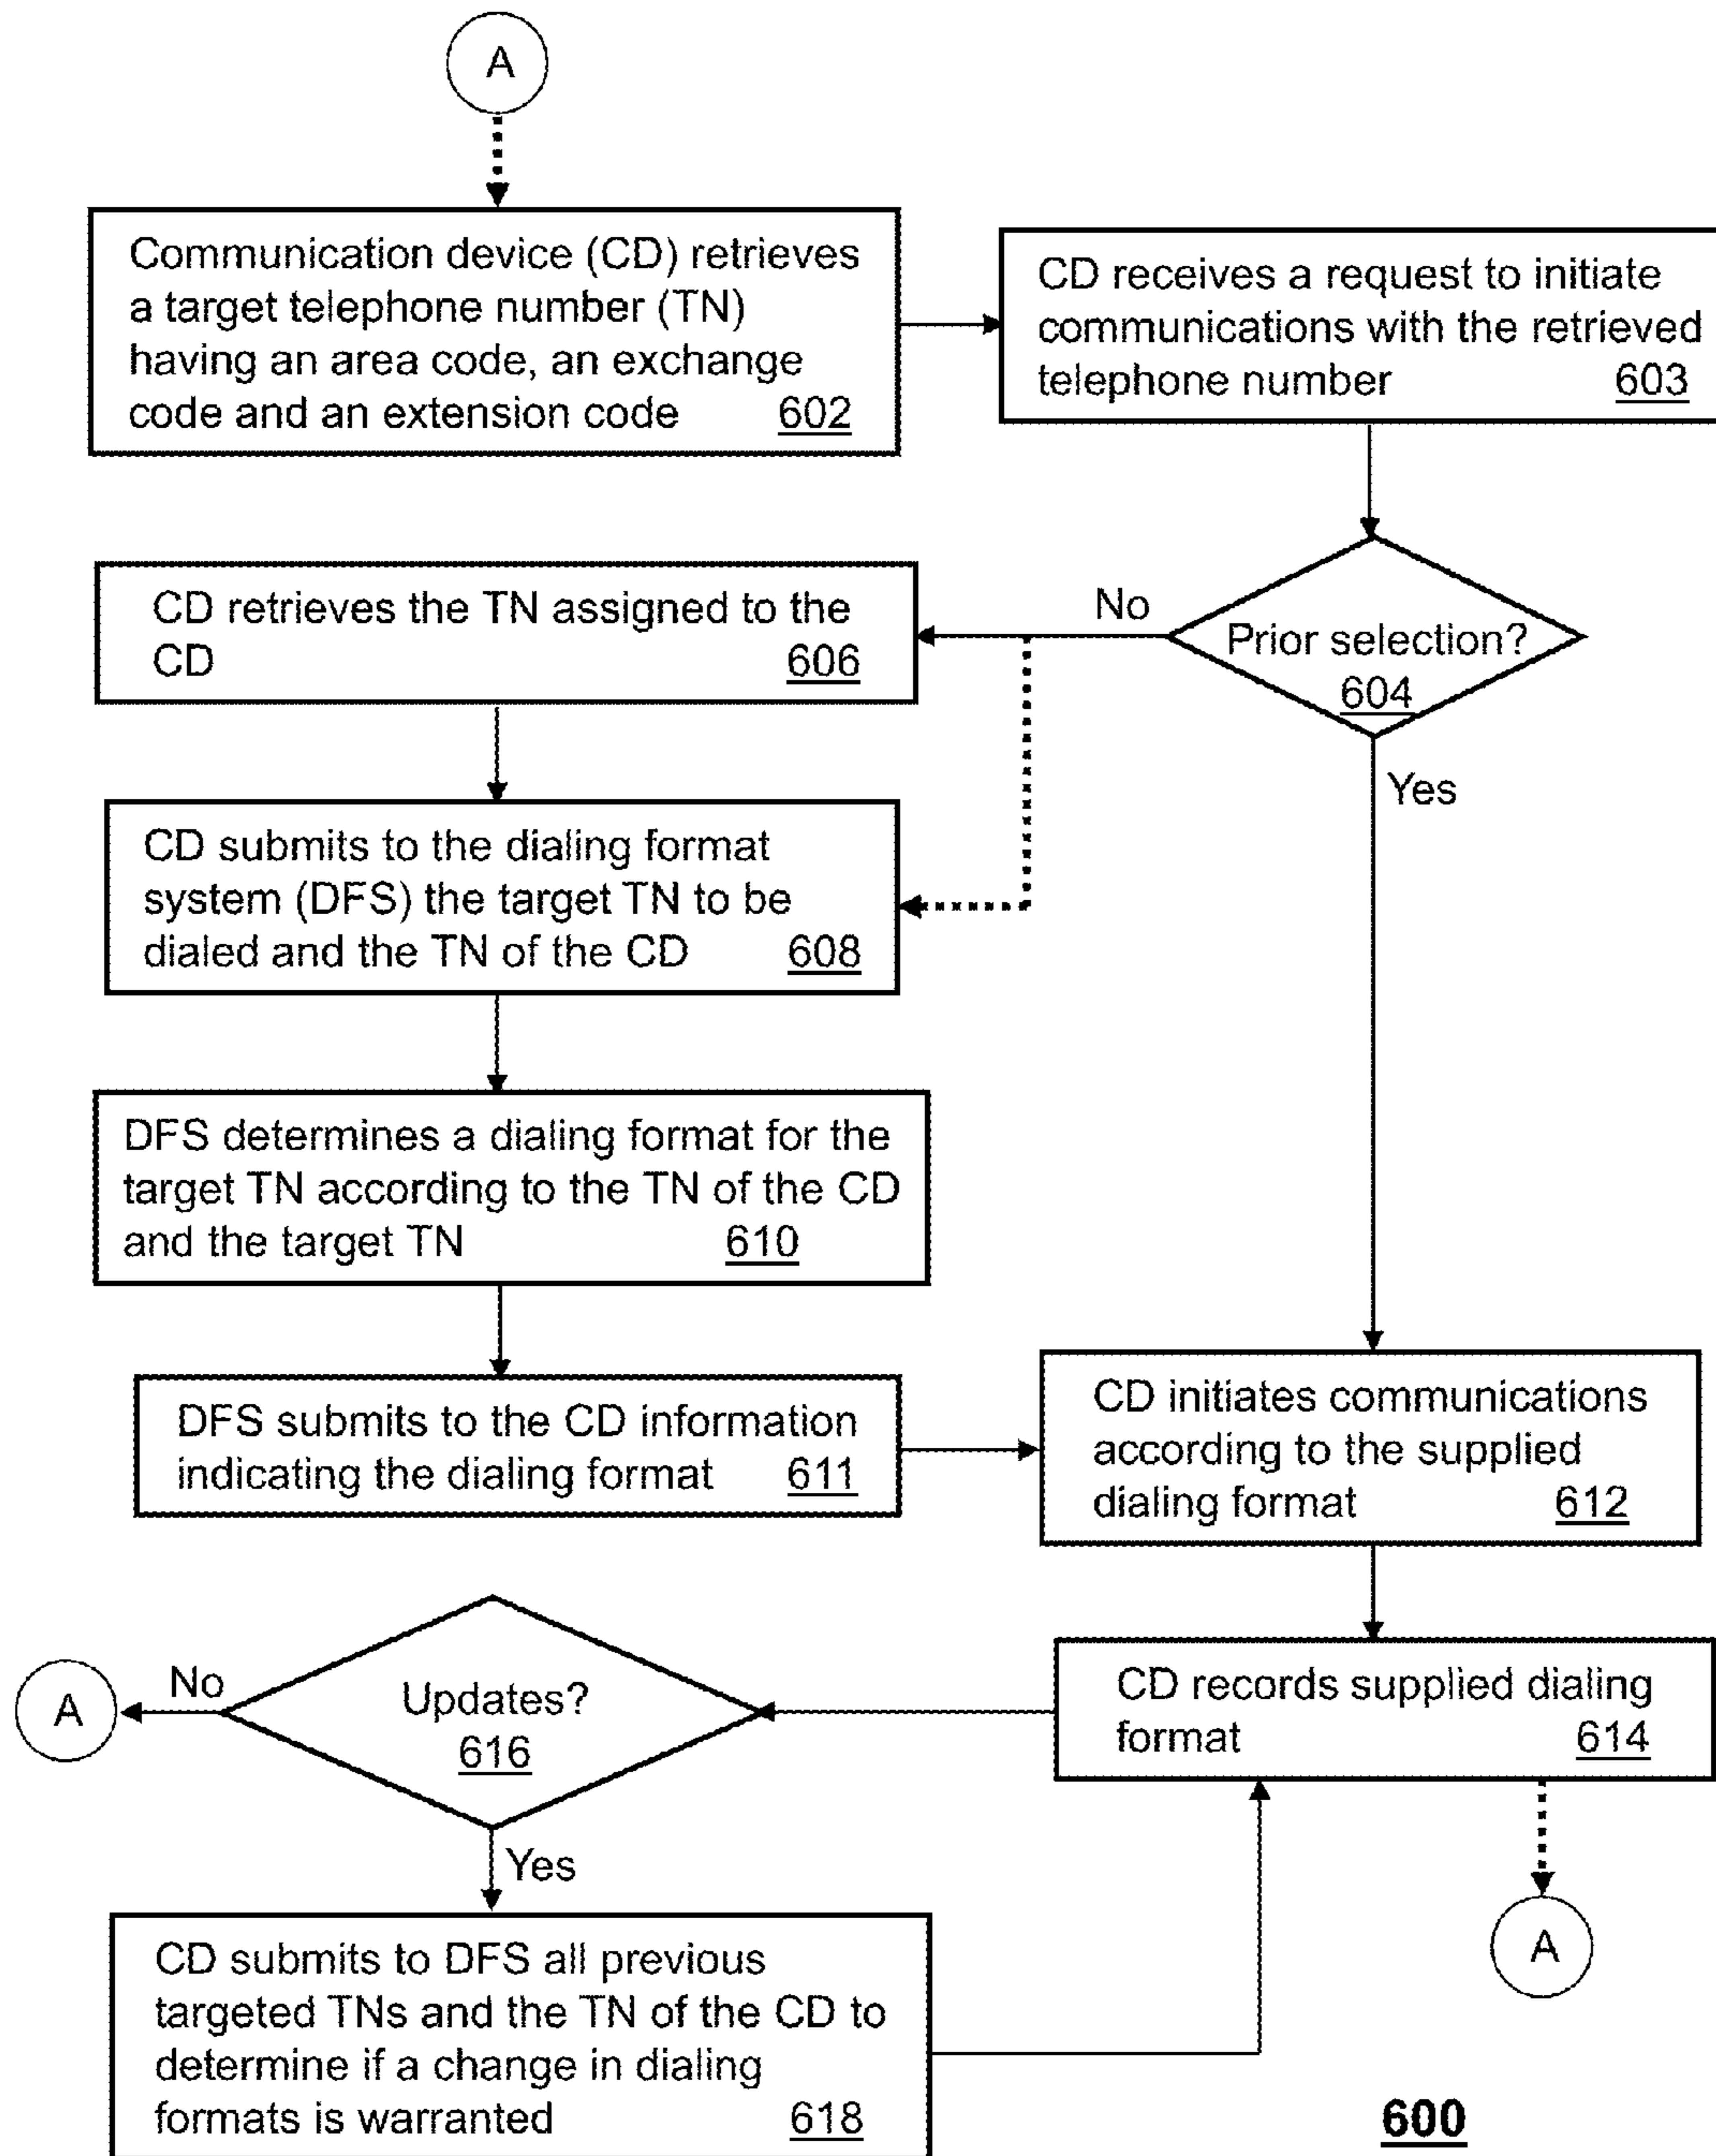 A
Communication device (CD) retrieves
a target telephone number (TN)
having an area code, an exchange
code and an extension code 602
CD receives a request to initiate
communications with the retrieved
telephone number 603
Prior selection?
604
No
Yes
CD retrieves the TN assigned to the
CD 606
CD submits to the dialing format
system (DFS) the target TN to be
dialed and the TN of the CD 608
DFS determines a dialing format for the
target TN according to the TN of the CD
and the target TN 610
DFS submits to the CD information
indicating the dialing format 611
CD initiates communications
according to the supplied
dialing format 612
CD records supplied dialing
format 614
Updates?
616
No
A
Yes
A
CD submits to DFS all previous
targeted TNs and the TN of the CD to
determine if a change in dialing
formats is warranted 618
600